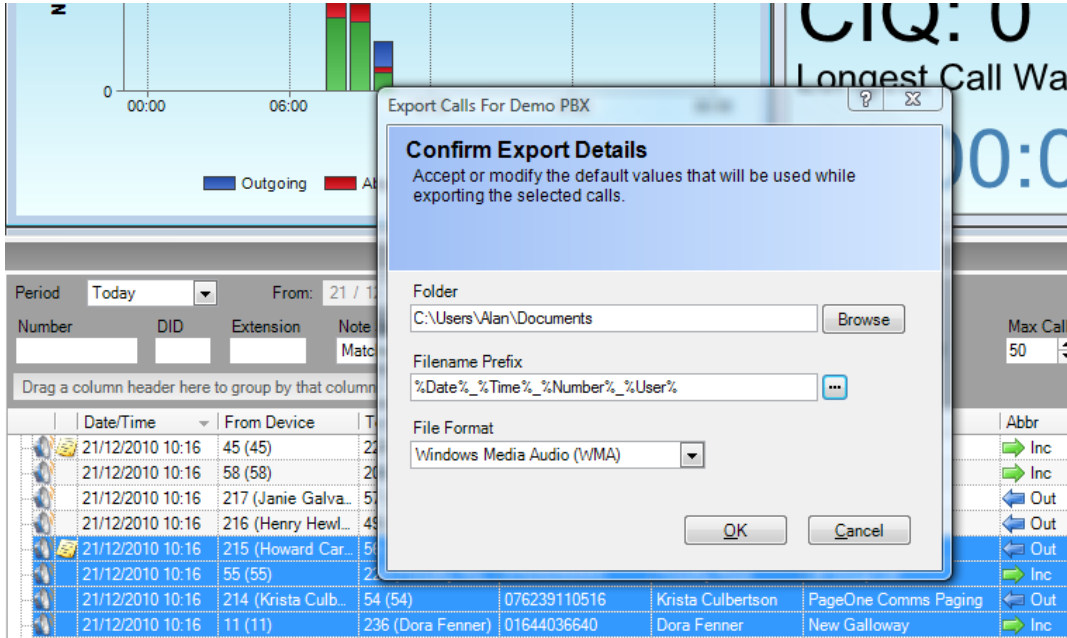 N
CIQ: 0
Longest Call Wa
0
00:00
06:00
Outgoing
00:0
Export Calls For Demo PBX
Confirm Export Details
Accept or modify the default values that will be used while
exporting the selected calls.
Period Today From: 21 / 12
Number DID Extension Note
Matc
Max Call
50
Drag a column header here to group by that column
Folder
C:\Users\Alan\Documents Browse
Filename Prefix
%Date%_%Time%_%Number%_%User% ...
File Format
Windows Media Audio (WMA)
OK Cancel
Date/Time From Device T Abbr
21/12/2010 10:16 45 (45) 22 Inc
21/12/2010 10:16 58 (58) 20 Inc
21/12/2010 10:16 217 (Janie Galva... 57 Out
21/12/2010 10:16 216 (Henry Hewl... 49 Out
21/12/2010 10:16 215 (Howard Car... 56 Out
21/12/2010 10:16 55 (55) 22 Inc
21/12/2010 10:16 214 (Krista Culb... 54 (54) 076239110516 Krista Culbertson PageOne Comms Paging Out
21/12/2010 10:16 11 (11) 236 (Dora Fenner) 01644036640 Dora Fenner New Galloway Inc